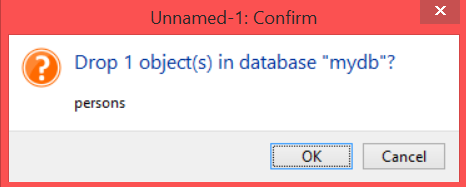 Unnamed-1: Confirm
Drop 1 object(s) in database "mydb"?
persons
OK
Cancel